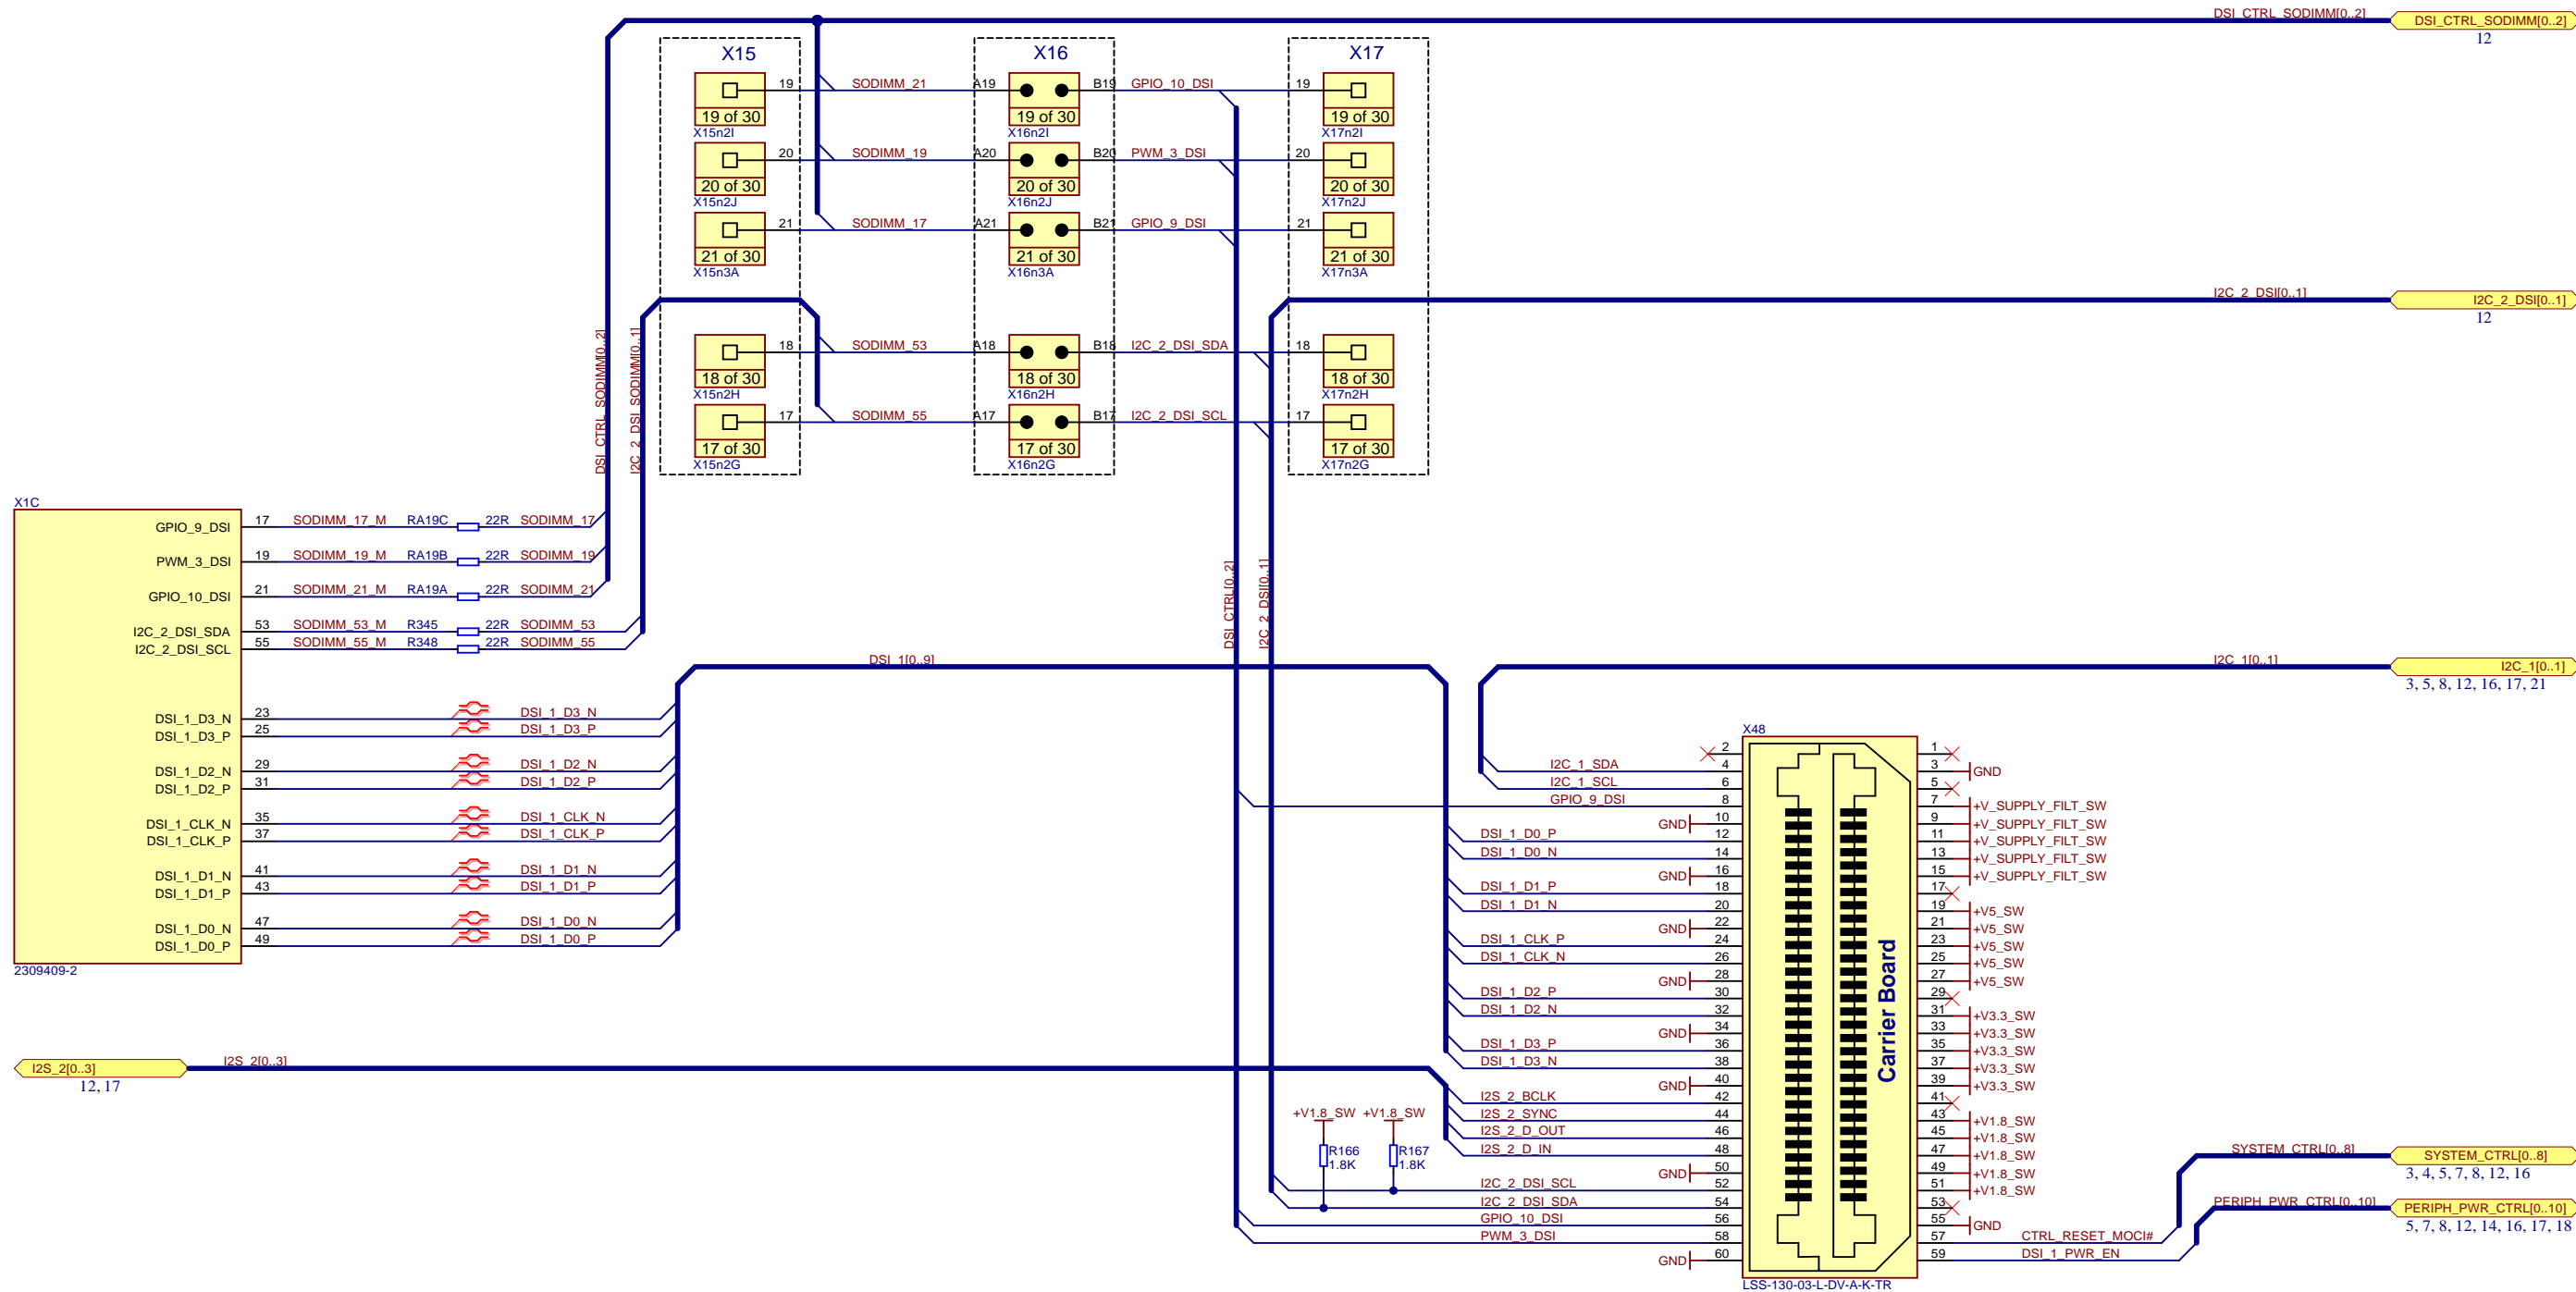 DSI_CTRL_SODIMM[0..2]
DSI_CTRL_SODIMM[0..2]
12
X15
X16
X17
19 SODIMM_21 A19 B19 GPIO_10_DSI 19
19 of 30 19 of 30 19 of 30
X15n2I X16n2I X17n2I
20 SODIMM_19 A20 B20 PWM_3_DSI 20
20 of 30 20 of 30 20 of 30
X15n2J X16n2J X17n2J
21 SODIMM_17 A21 B21 GPIO_9_DSI 21
21 of 30 21 of 30 21 of 30
X15n3A X16n3A X17n3A
I2C_2_DSI[0..1]
I2C_2_DSI[0..1]
12
18 SODIMM_53 A18 B18 I2C_2_DSI_SDA 18
18 of 30 18 of 30 18 of 30
X15n2H X16n2H X17n2H
17 SODIMM_55 A17 B17 I2C_2_DSI_SCL 17
17 of 30 17 of 30 17 of 30
X15n2G X16n2G X17n2G
DSI_CTRL_SODIMM[0..2]
I2C_2_DSI_SODIMM[0..1]
X1C
GPIO_9_DSI 17 SODIMM_17_M RA19C 22R SODIMM_17
PWM_3_DSI 19 SODIMM_19_M RA19B 22R SODIMM_19
GPIO_10_DSI 21 SODIMM_21_M RA19A 22R SODIMM_21
I2C_2_DSI_SDA 53 SODIMM_53_M R345 22R SODIMM_53
I2C_2_DSI_SCL 55 SODIMM_55_M R348 22R SODIMM_55
DSI_1_D3_N 23 DSI_1_D3_N
DSI_1_D3_P 25 DSI_1_D3_P
DSI_1_D2_N 29 DSI_1_D2_N
DSI_1_D2_P 31 DSI_1_D2_P
DSI_1_CLK_N 35 DSI_1_CLK_N
DSI_1_CLK_P 37 DSI_1_CLK_P
DSI_1_D1_N 41 DSI_1_D1_N
DSI_1_D1_P 43 DSI_1_D1_P
DSI_1_D0_N 47 DSI_1_D0_N
DSI_1_D0_P 49 DSI_1_D0_P
2309409-2
DSI_1[0..9]
DSI_CTRL[0..2]
I2C_2_DSI[0..1]
I2C_1[0..1]
I2C_1[0..1]
3, 5, 8, 12, 16, 17, 21
X48
2 1
I2C_1_SDA 4 3 GND
I2C_1_SCL 6 5
GPIO_9_DSI 8 7 +V_SUPPLY_FILT_SW
GND 10 9 +V_SUPPLY_FILT_SW
DSI_1_D0_P 12 11 +V_SUPPLY_FILT_SW
DSI_1_D0_N 14 13 +V_SUPPLY_FILT_SW
GND 16 15 +V_SUPPLY_FILT_SW
DSI_1_D1_P 18 17
DSI_1_D1_N 20 19 +V5_SW
GND 22 21 +V5_SW
DSI_1_CLK_P 24 23 +V5_SW
DSI_1_CLK_N 26 25 +V5_SW
GND 28 27 +V5_SW
DSI_1_D2_P 30 29
DSI_1_D2_N 32 31 +V3.3_SW
GND 34 33 +V3.3_SW
DSI_1_D3_P 36 35 +V3.3_SW
DSI_1_D3_N 38 37 +V3.3_SW
GND 40 39 +V3.3_SW
I2S_2_BCLK 42 41
I2S_2_SYNC 44 43 +V1.8_SW
I2S_2_D_OUT 46 45 +V1.8_SW
I2S_2_D_IN 48 47 +V1.8_SW
GND 50 49 +V1.8_SW
I2C_2_DSI_SCL 52 51 +V1.8_SW
I2C_2_DSI_SDA 54 53
GPIO_10_DSI 56 55 GND
PWM_3_DSI 58 57 CTRL_RESET_MOCI#
GND 60 59 DSI_1_PWR_EN
Carrier Board
LSS-130-03-L-DV-A-K-TR
I2S_2[0..3]
I2S_2[0..3]
12, 17
+V1.8_SW +V1.8_SW
R166 R167
1.8K 1.8K
SYSTEM_CTRL[0..8]
SYSTEM_CTRL[0..8]
3, 4, 5, 7, 8, 12, 16
PERIPH_PWR_CTRL[0..10]
PERIPH_PWR_CTRL[0..10]
5, 7, 8, 12, 14, 16, 17, 18